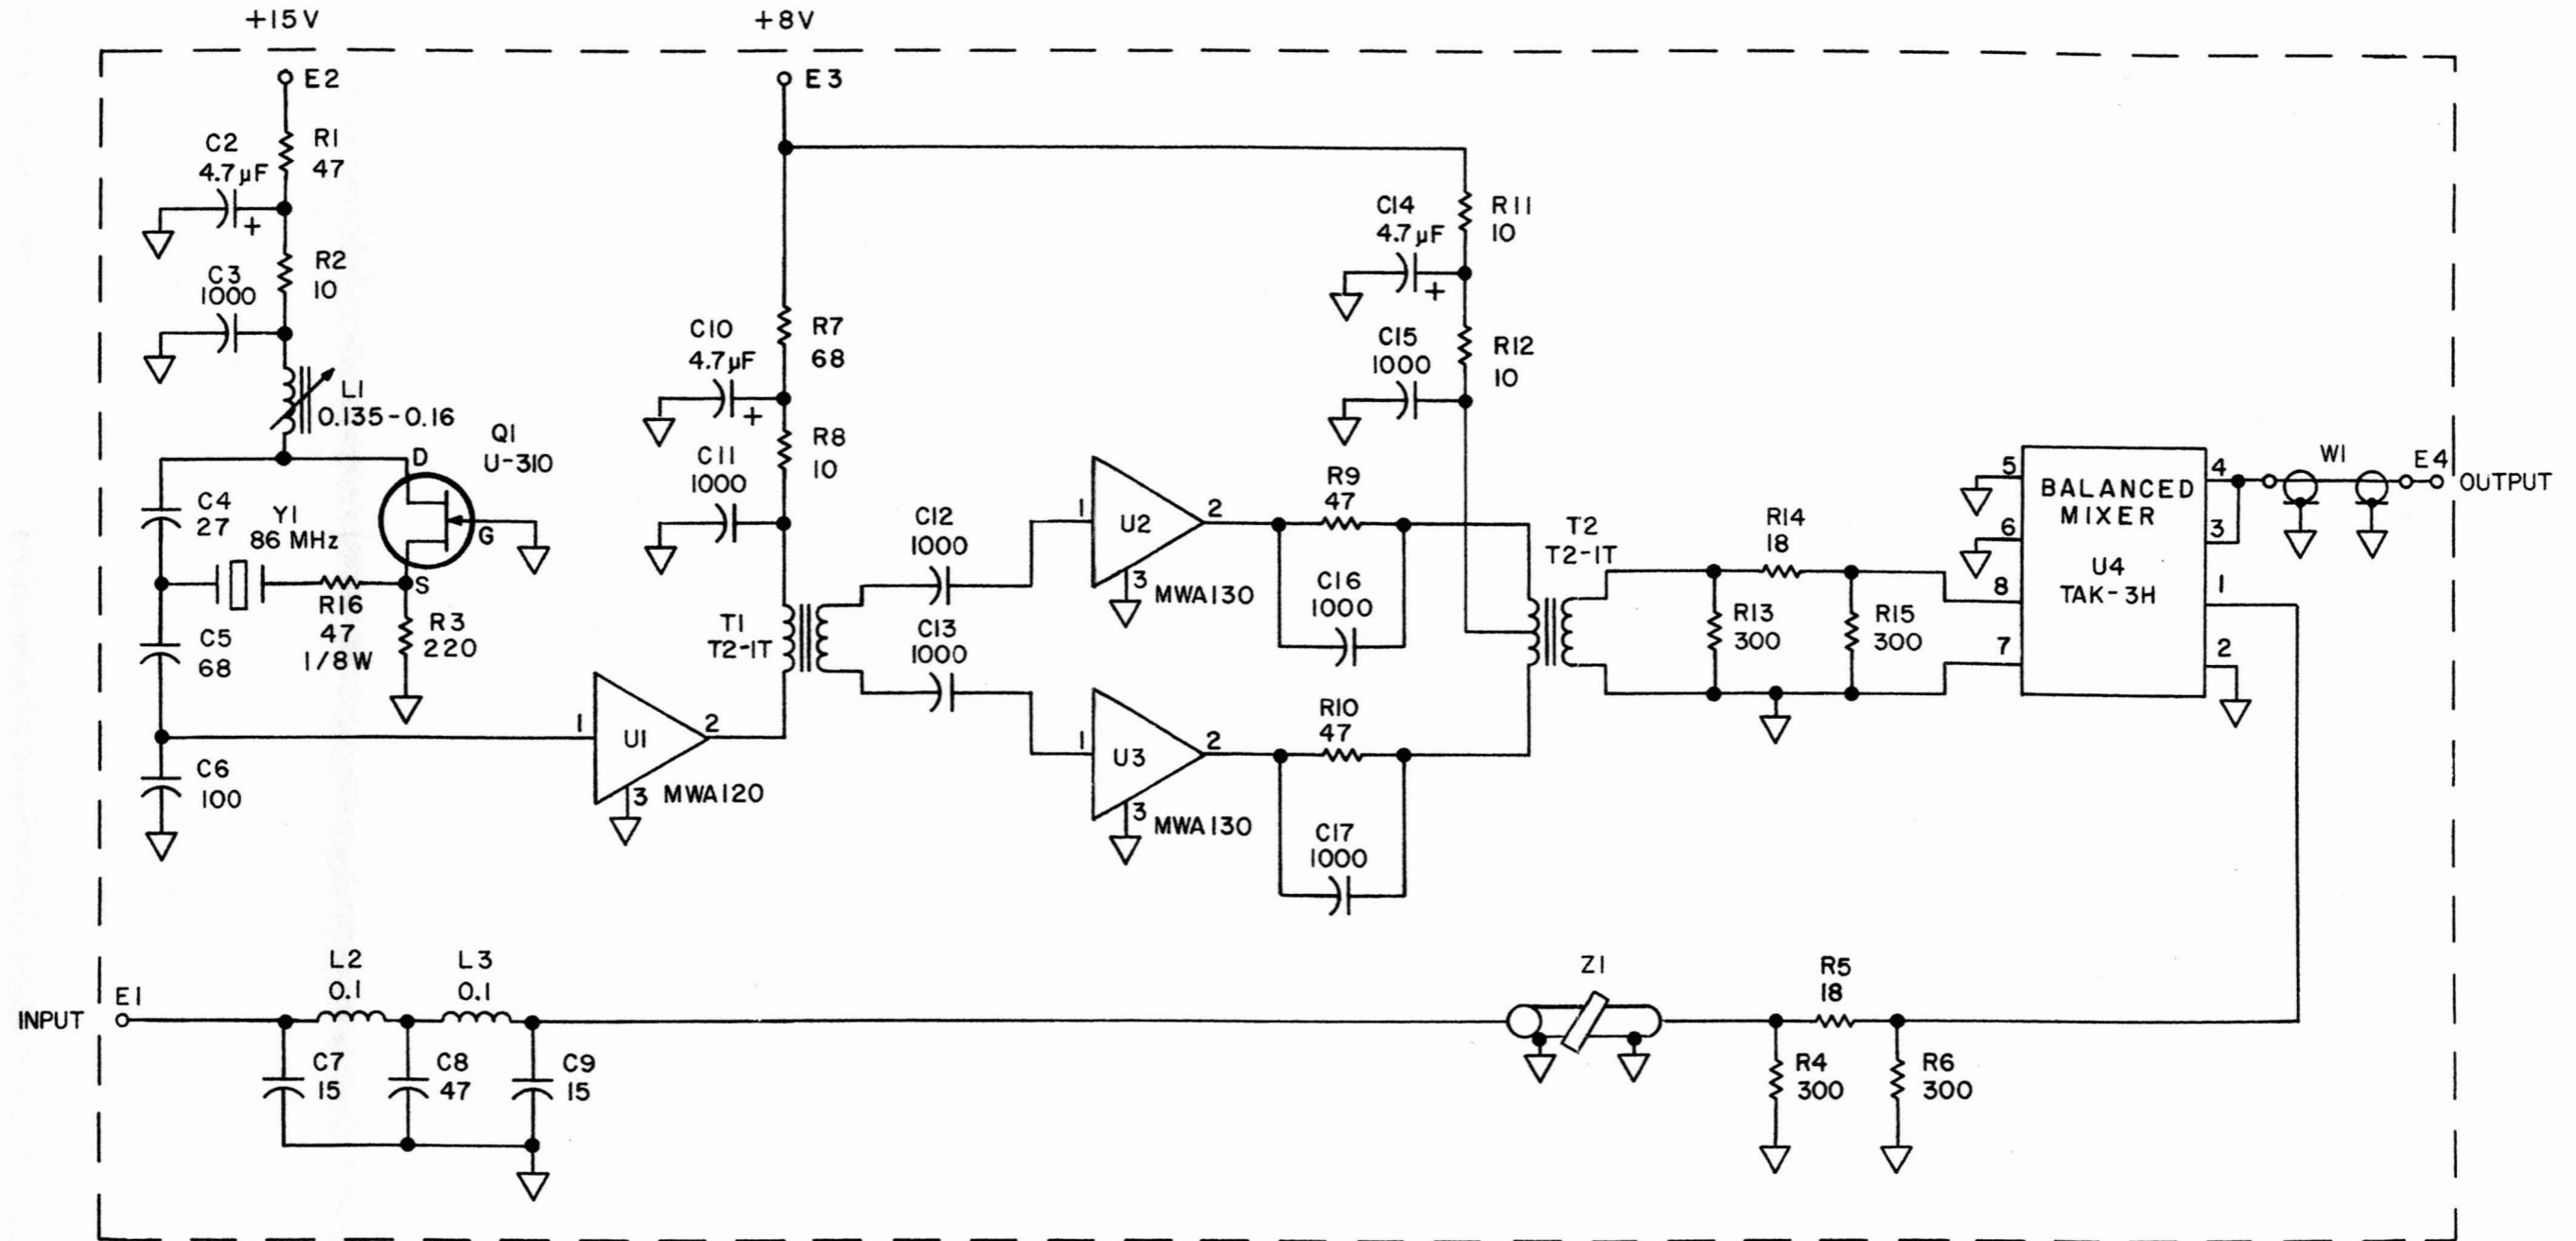 +15V
+8V
E2
E3
R1
47
C2
4.7µF
+
R2
10
C3
1000
L1
0.135-0.16
Q1
U-310
D
G
S
C4
27
Y1
86 MHz
R16
47
1/8W
R3
220
C5
68
C6
100
1
U1
2
3
MWA120
R7
68
C10
4.7µF
+
R8
10
C11
1000
T1
T2-1T
C12
1000
C13
1000
1
U2
2
3
MWA130
1
U3
2
3
MWA130
R9
47
C16
1000
R10
47
C17
1000
C14
4.7µF
+
R11
10
C15
1000
R12
10
T2
T2-1T
R14
18
R13
300
R15
300
5
6
8
7
BALANCED
MIXER
U4
TAK-3H
4
3
1
2
W1
E4
OUTPUT
INPUT
E1
L2
0.1
L3
0.1
C7
15
C8
47
C9
15
Z1
R5
18
R4
300
R6
300